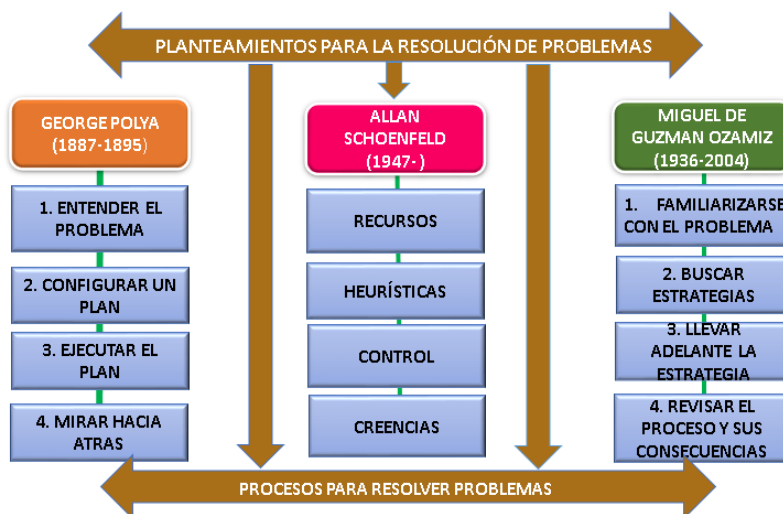 PLANTEAMIENTOS PARA LA RESOLUCIÓN DE PROBLEMAS
GEORGE POLYA
(1887-1895)
1. ENTENDER EL
PROBLEMA
2. CONFIGURAR UN
PLAN
3. EJECUTAR EL
PLAN
4. MIRAR HACIA
ATRAS
ALLAN
SCHOENFELD
(1947- )
RECURSOS
HEURÍSTICAS
CONTROL
CREENCIAS
MIGUEL DE
GUZMAN OZAMIZ
(1936-2004)
1. FAMILIARIZARSE
CON EL PROBLEMA
2. BUSCAR
ESTRATEGIAS
3. LLEVAR
ADELANTE LA
ESTRATEGIA
4. REVISAR EL
PROCESO Y SUS
CONSECUENCIAS
PROCESOS PARA RESOLVER PROBLEMAS